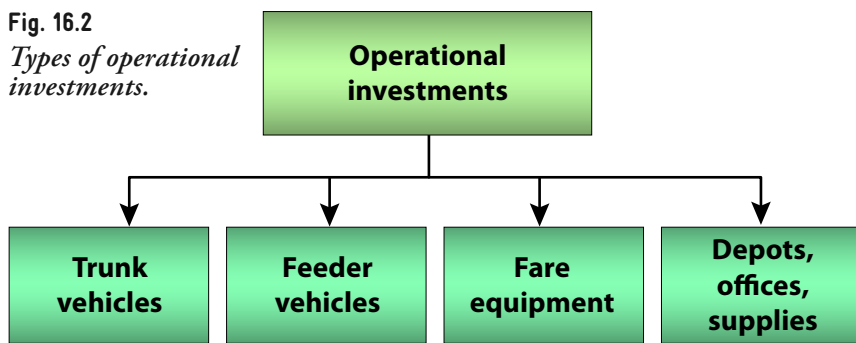 Fig. 16.2
Types of operational
investments.
Operational
investments
Trunk
vehicles
Feeder
vehicles
Fare
equipment
Depots,
offices,
supplies